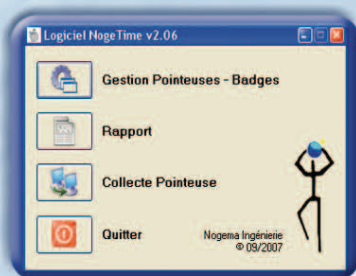 Logiciel NogeTime v2.06
Gestion Pointeuses - Badges
Rapport
Collecte Pointeuse
Quitter
Nogema Ingénierie
© 09/2007